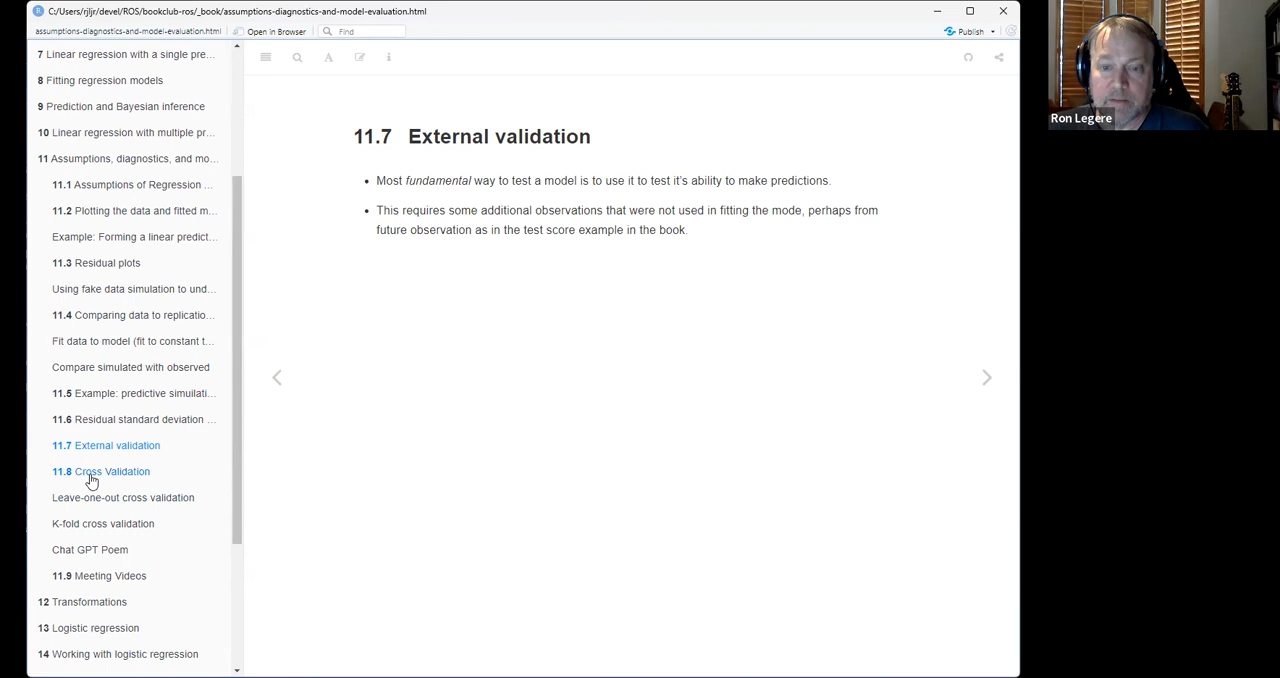 C:/Users/rjljr/devel/ROS/bookclub-ros/_book/assumptions-diagnostics-and-model-evaluation.html
assumptions-diagnostics-and-model-evaluation.html
Open in Browser
Find
Publish
7 Linear regression with a single pre...
8 Fitting regression models
9 Prediction and Bayesian inference
10 Linear regression with multiple pr...
11 Assumptions, diagnostics, and mo...
11.1 Assumptions of Regression ...
11.2 Plotting the data and fitted m...
Example: Forming a linear predict...
11.3 Residual plots
Using fake data simulation to und...
11.4 Comparing data to replicatio...
Fit data to model (fit to constant t...
Compare simulated with observed
11.5 Example: predictive simuilati...
11.6 Residual standard deviation ...
11.7 External validation
11.8 Cross Validation
Leave-one-out cross validation
K-fold cross validation
Chat GPT Poem
11.9 Meeting Videos
12 Transformations
13 Logistic regression
14 Working with logistic regression
A
i
11.7 External validation
• Most fundamental way to test a model is to use it to test it's ability to make predictions.
• This requires some additional observations that were not used in fitting the mode, perhaps from
future observation as in the test score example in the book.
Ron Legere